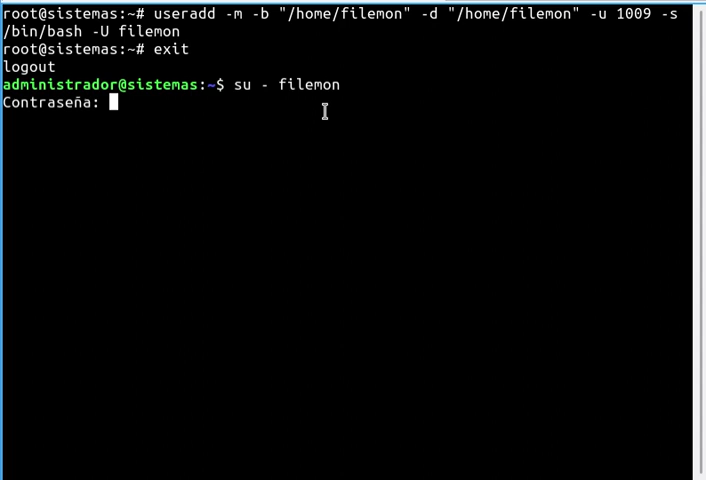 root@sistemas:~# useradd -m -b "/home/filemon" -d "/home/filemon" -u 1009 -s
/bin/bash -U filemon
root@sistemas:~# exit
logout
administrador@sistemas:~$ su - filemon
Contraseña: